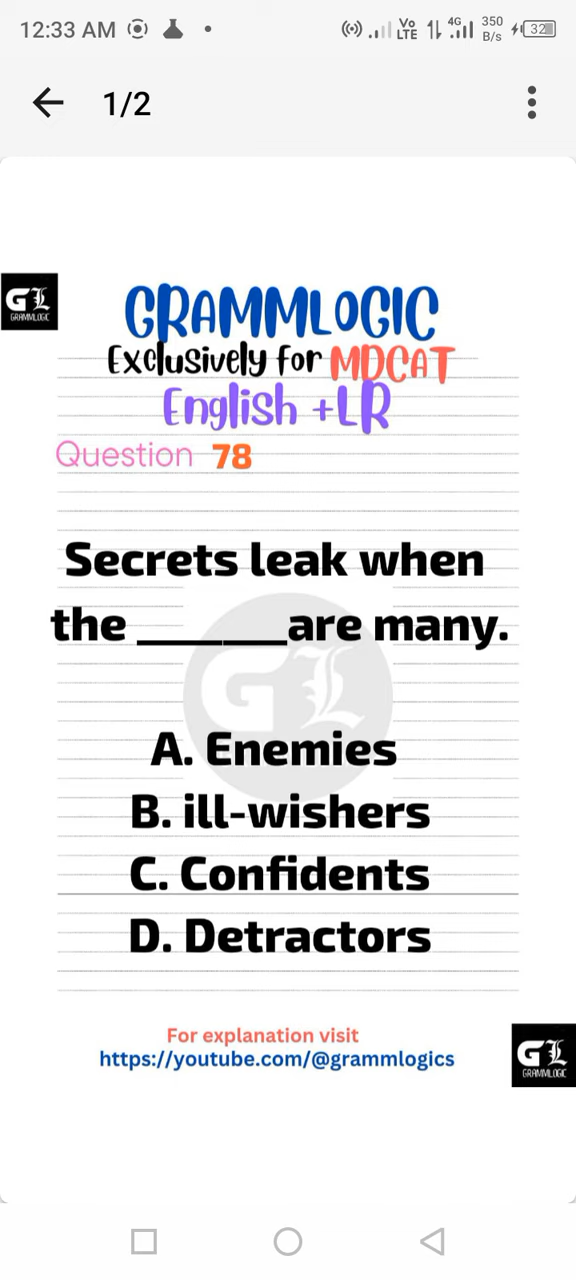 12:33 AM
Vo LTE 4G 350 B/s 32
1/2
GL
GRAMMLOGIC
GRAMMLOGIC
Exclusively for MDCAT
English +LR
Question 78
Secrets leak when
the ________are many.
GL
A. Enemies
B. ill-wishers
C. Confidents
D. Detractors
For explanation visit
https://youtube.com/@grammlogics
GL
GRAMMLOGIC